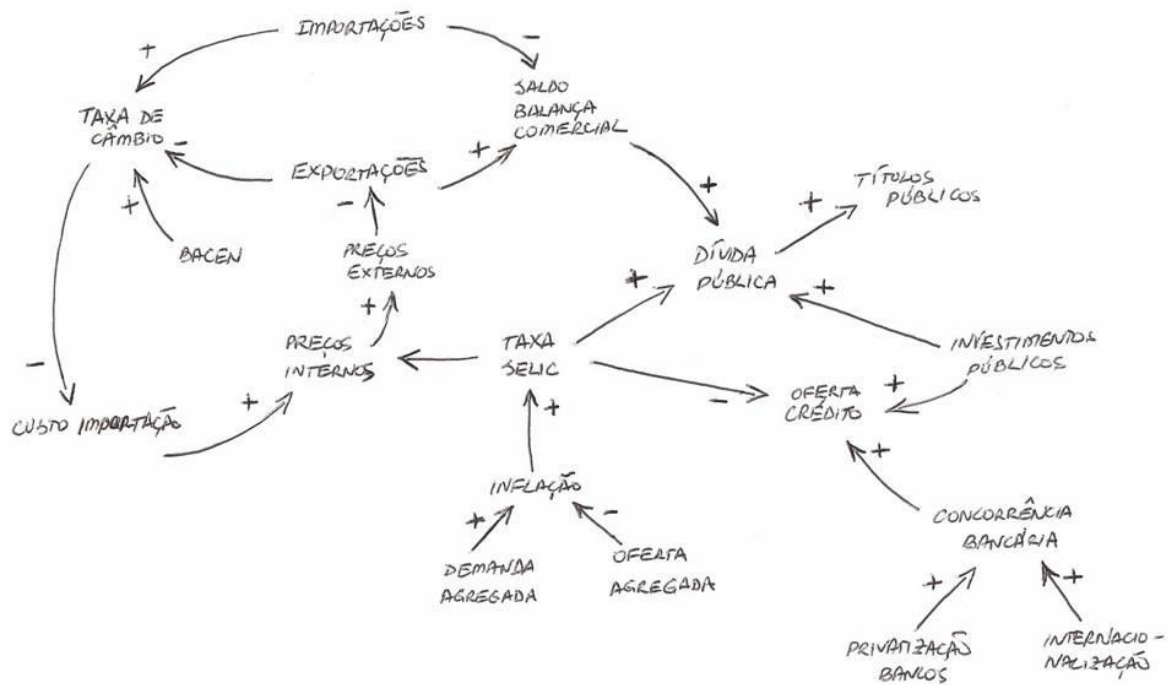 IMPORTAÇÕES
+
-
TAXA DE
CÂMBIO
-
SALDO
BALANÇA
COMERCIAL
+
EXPORTAÇÕES
+
-
BACEN
PREÇOS
EXTERNOS
+
+
TÍTULOS
PÚBLICOS
+
DÍVIDA
PÚBLICA
+
+
PREÇOS
INTERNOS
TAXA
SELIC
INVESTIMENTOS
PÚBLICOS
-
+
CUSTO IMPORTAÇÃO
-
+
OFERTA
CRÉDITO
+
+
INFLAÇÃO
+
-
DEMANDA
AGREGADA
OFERTA
AGREGADA
CONCORRÊNCIA
BANCÁRIA
+
+
PRIVATIZAÇÃO
BANCOS
INTERNACIO-
NALIZAÇÃO